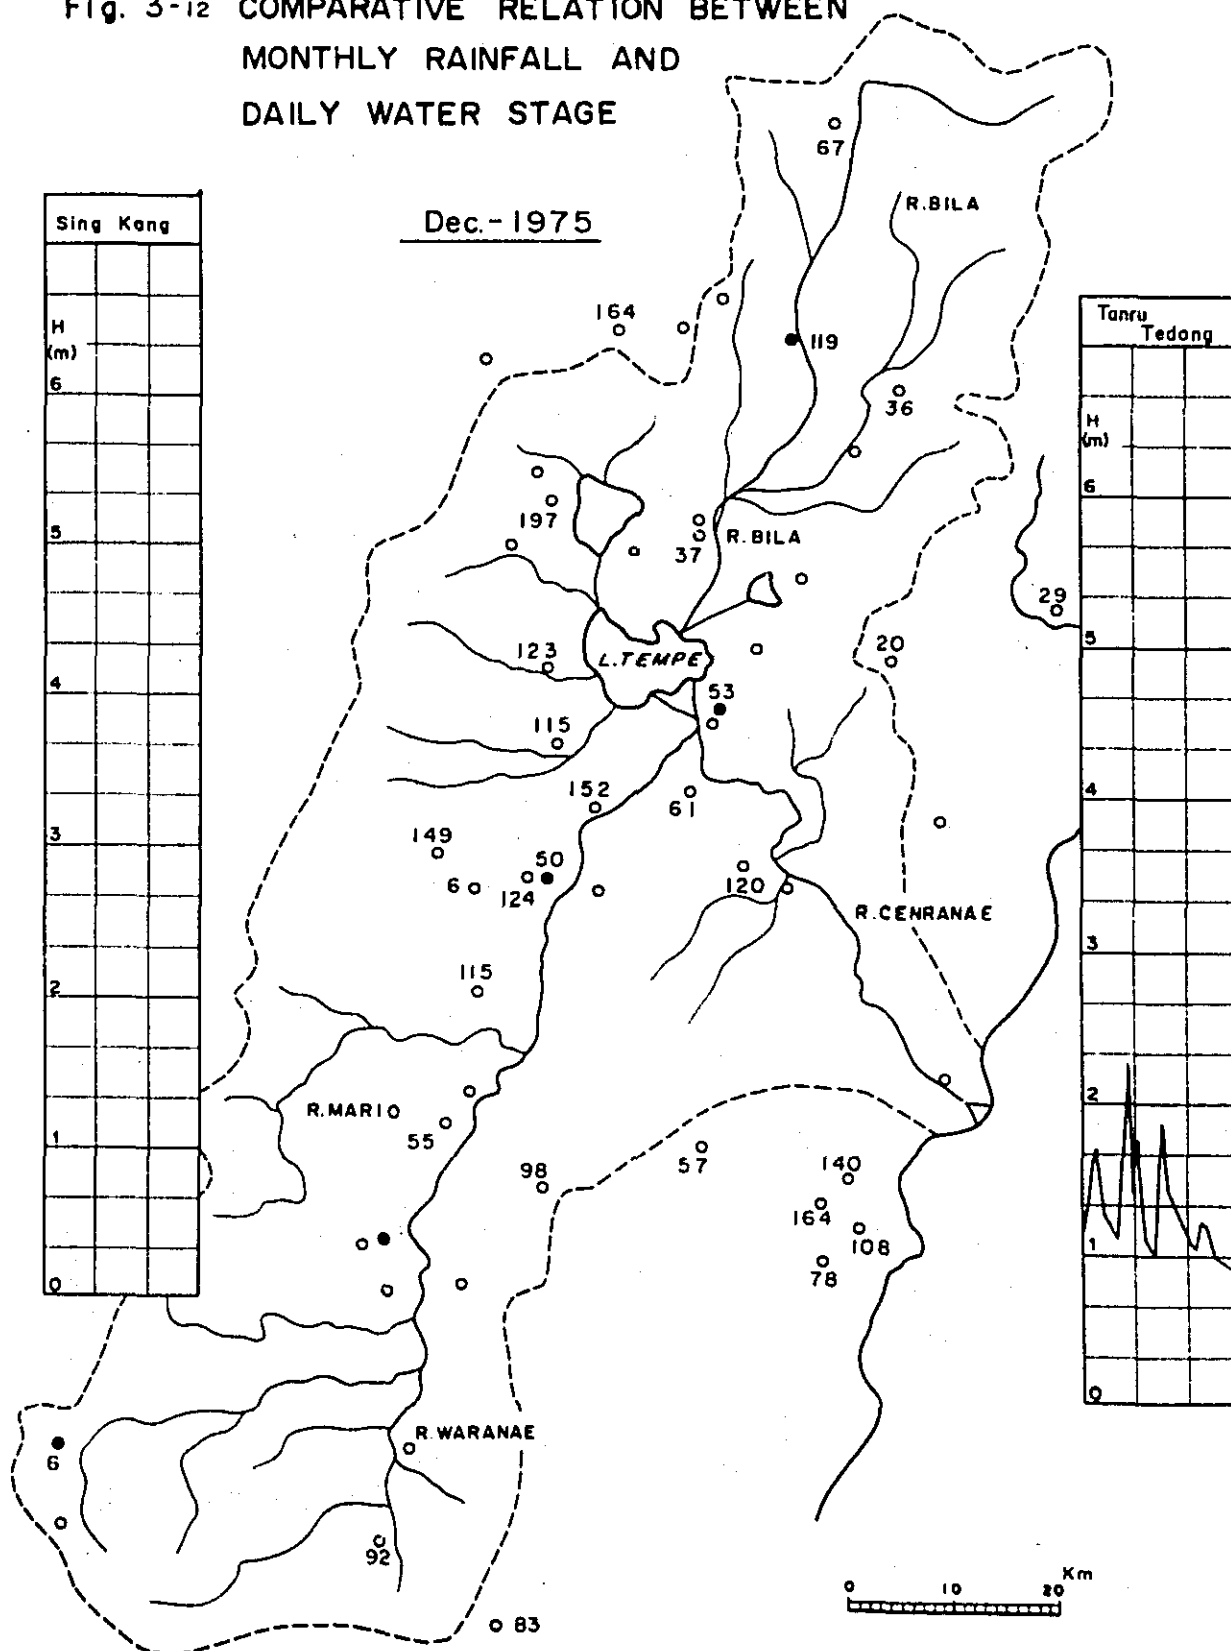 Fig. 3-12 COMPARATIVE RELATION BETWEEN
MONTHLY RAINFALL AND
DAILY WATER STAGE
Dec.-1975
Sing Kang
H
(m)
6
5
4
3
2
1
0
67
R.BILA
164
119
36
197
37
R.BILA
29
123
L.TEMPE
20
53
115
152
61
149
50
6
124
120
R.CENRANAE
115
R.MARIO
55
98
57
140
164
108
78
R.WARANAE
6
92
83
Tanru
Tedong
H
(m)
6
5
4
3
2
1
0
0 10 20 Km